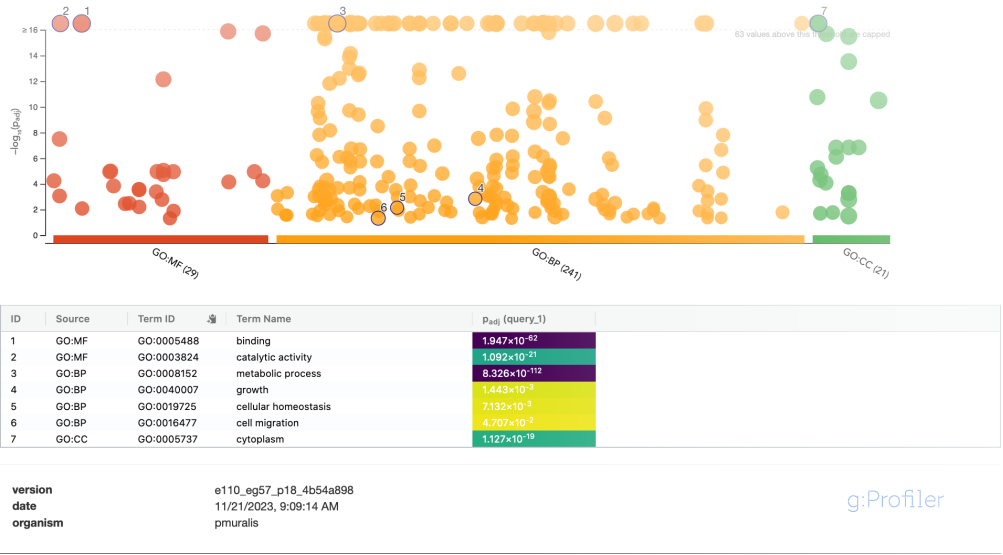 2 1 3 7
≥16
63 values above this threshold are capped
14
12
10
8
6
4
2
0
−log₁₀(pₐdj)
4
5
6
GO:MF (29)
GO:BP (241)
GO:CC (21)
ID Source Term ID Term Name padj (query_1)
1 GO:MF GO:0005488 binding 1.947×10⁻⁶²
2 GO:MF GO:0003824 catalytic activity 1.092×10⁻²¹
3 GO:BP GO:0008152 metabolic process 8.326×10⁻¹¹²
4 GO:BP GO:0040007 growth 1.443×10⁻³
5 GO:BP GO:0019725 cellular homeostasis 7.132×10⁻³
6 GO:BP GO:0016477 cell migration 4.707×10⁻²
7 GO:CC GO:0005737 cytoplasm 1.127×10⁻¹⁹
version e110_eg57_p18_4b54a898
date 11/21/2023, 9:09:14 AM
organism pmuralis
g:Profiler